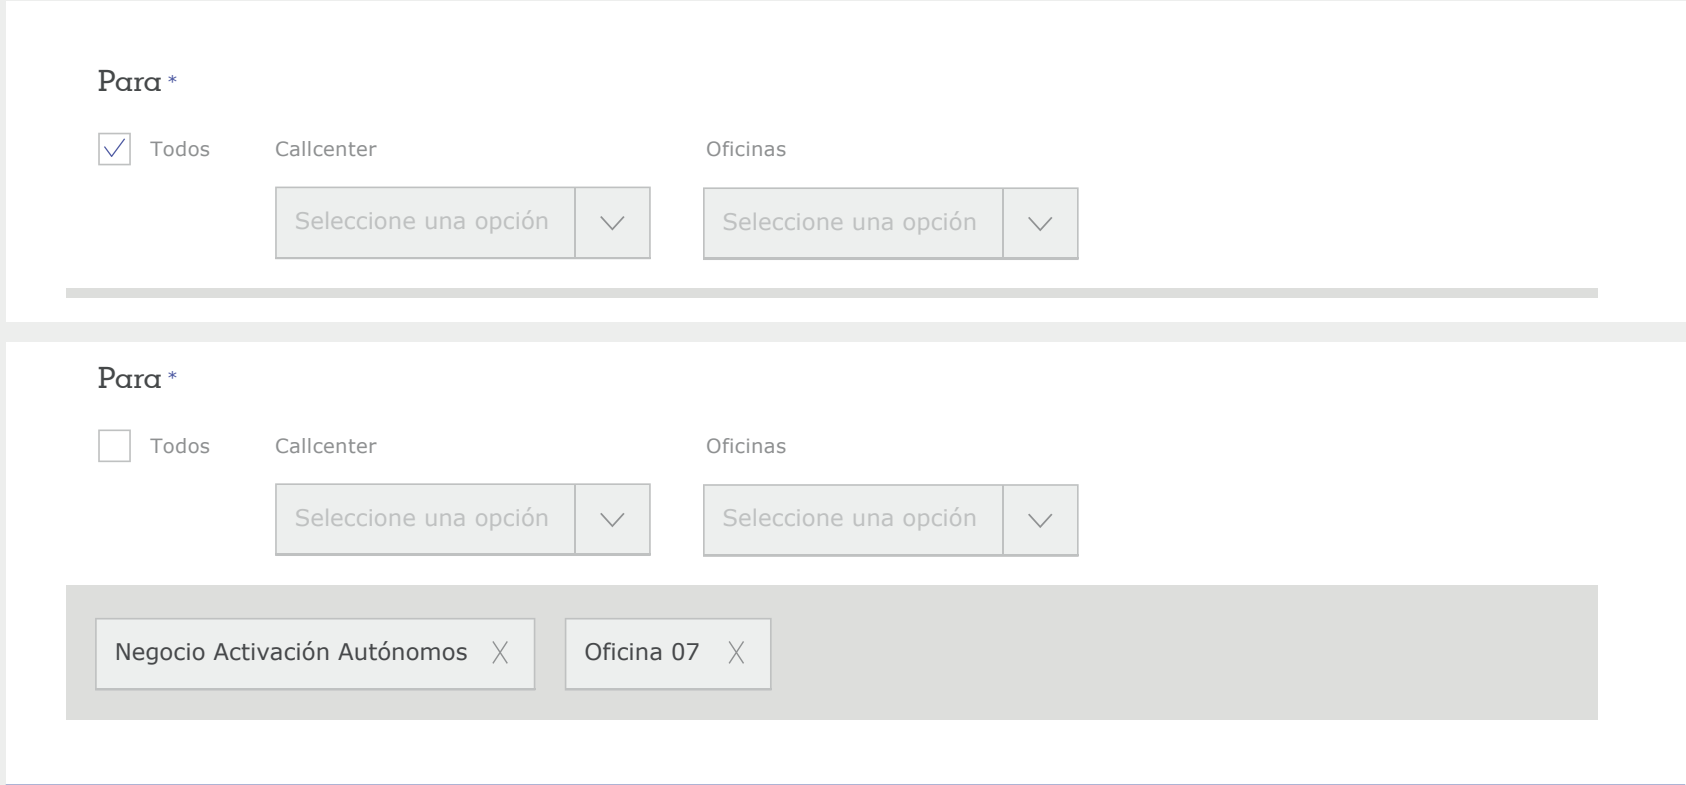 Para *
Todos Callcenter Oficinas
Seleccione una opción Seleccione una opción
Para *
Todos Callcenter Oficinas
Seleccione una opción Seleccione una opción
Negocio Activación Autónomos X Oficina 07 X